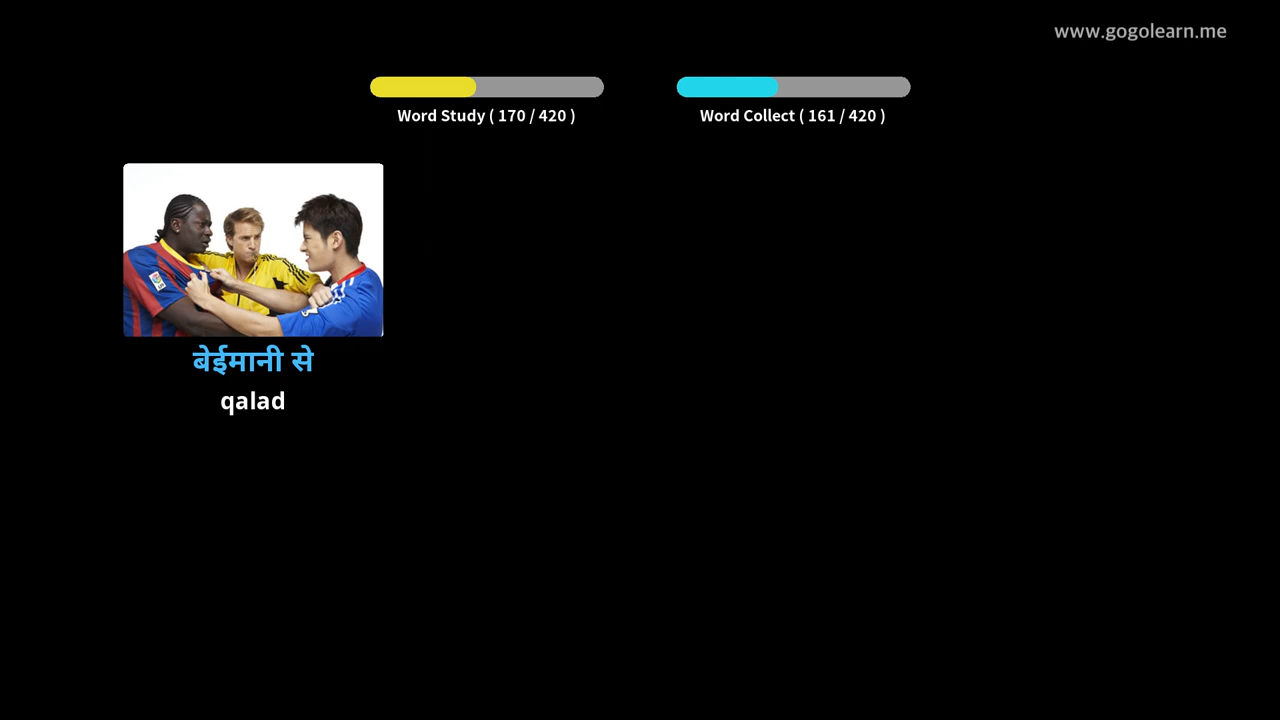 www.gogolearn.me
Word Study ( 170 / 420 )
Word Collect ( 161 / 420 )
बेईमानी से
qalad